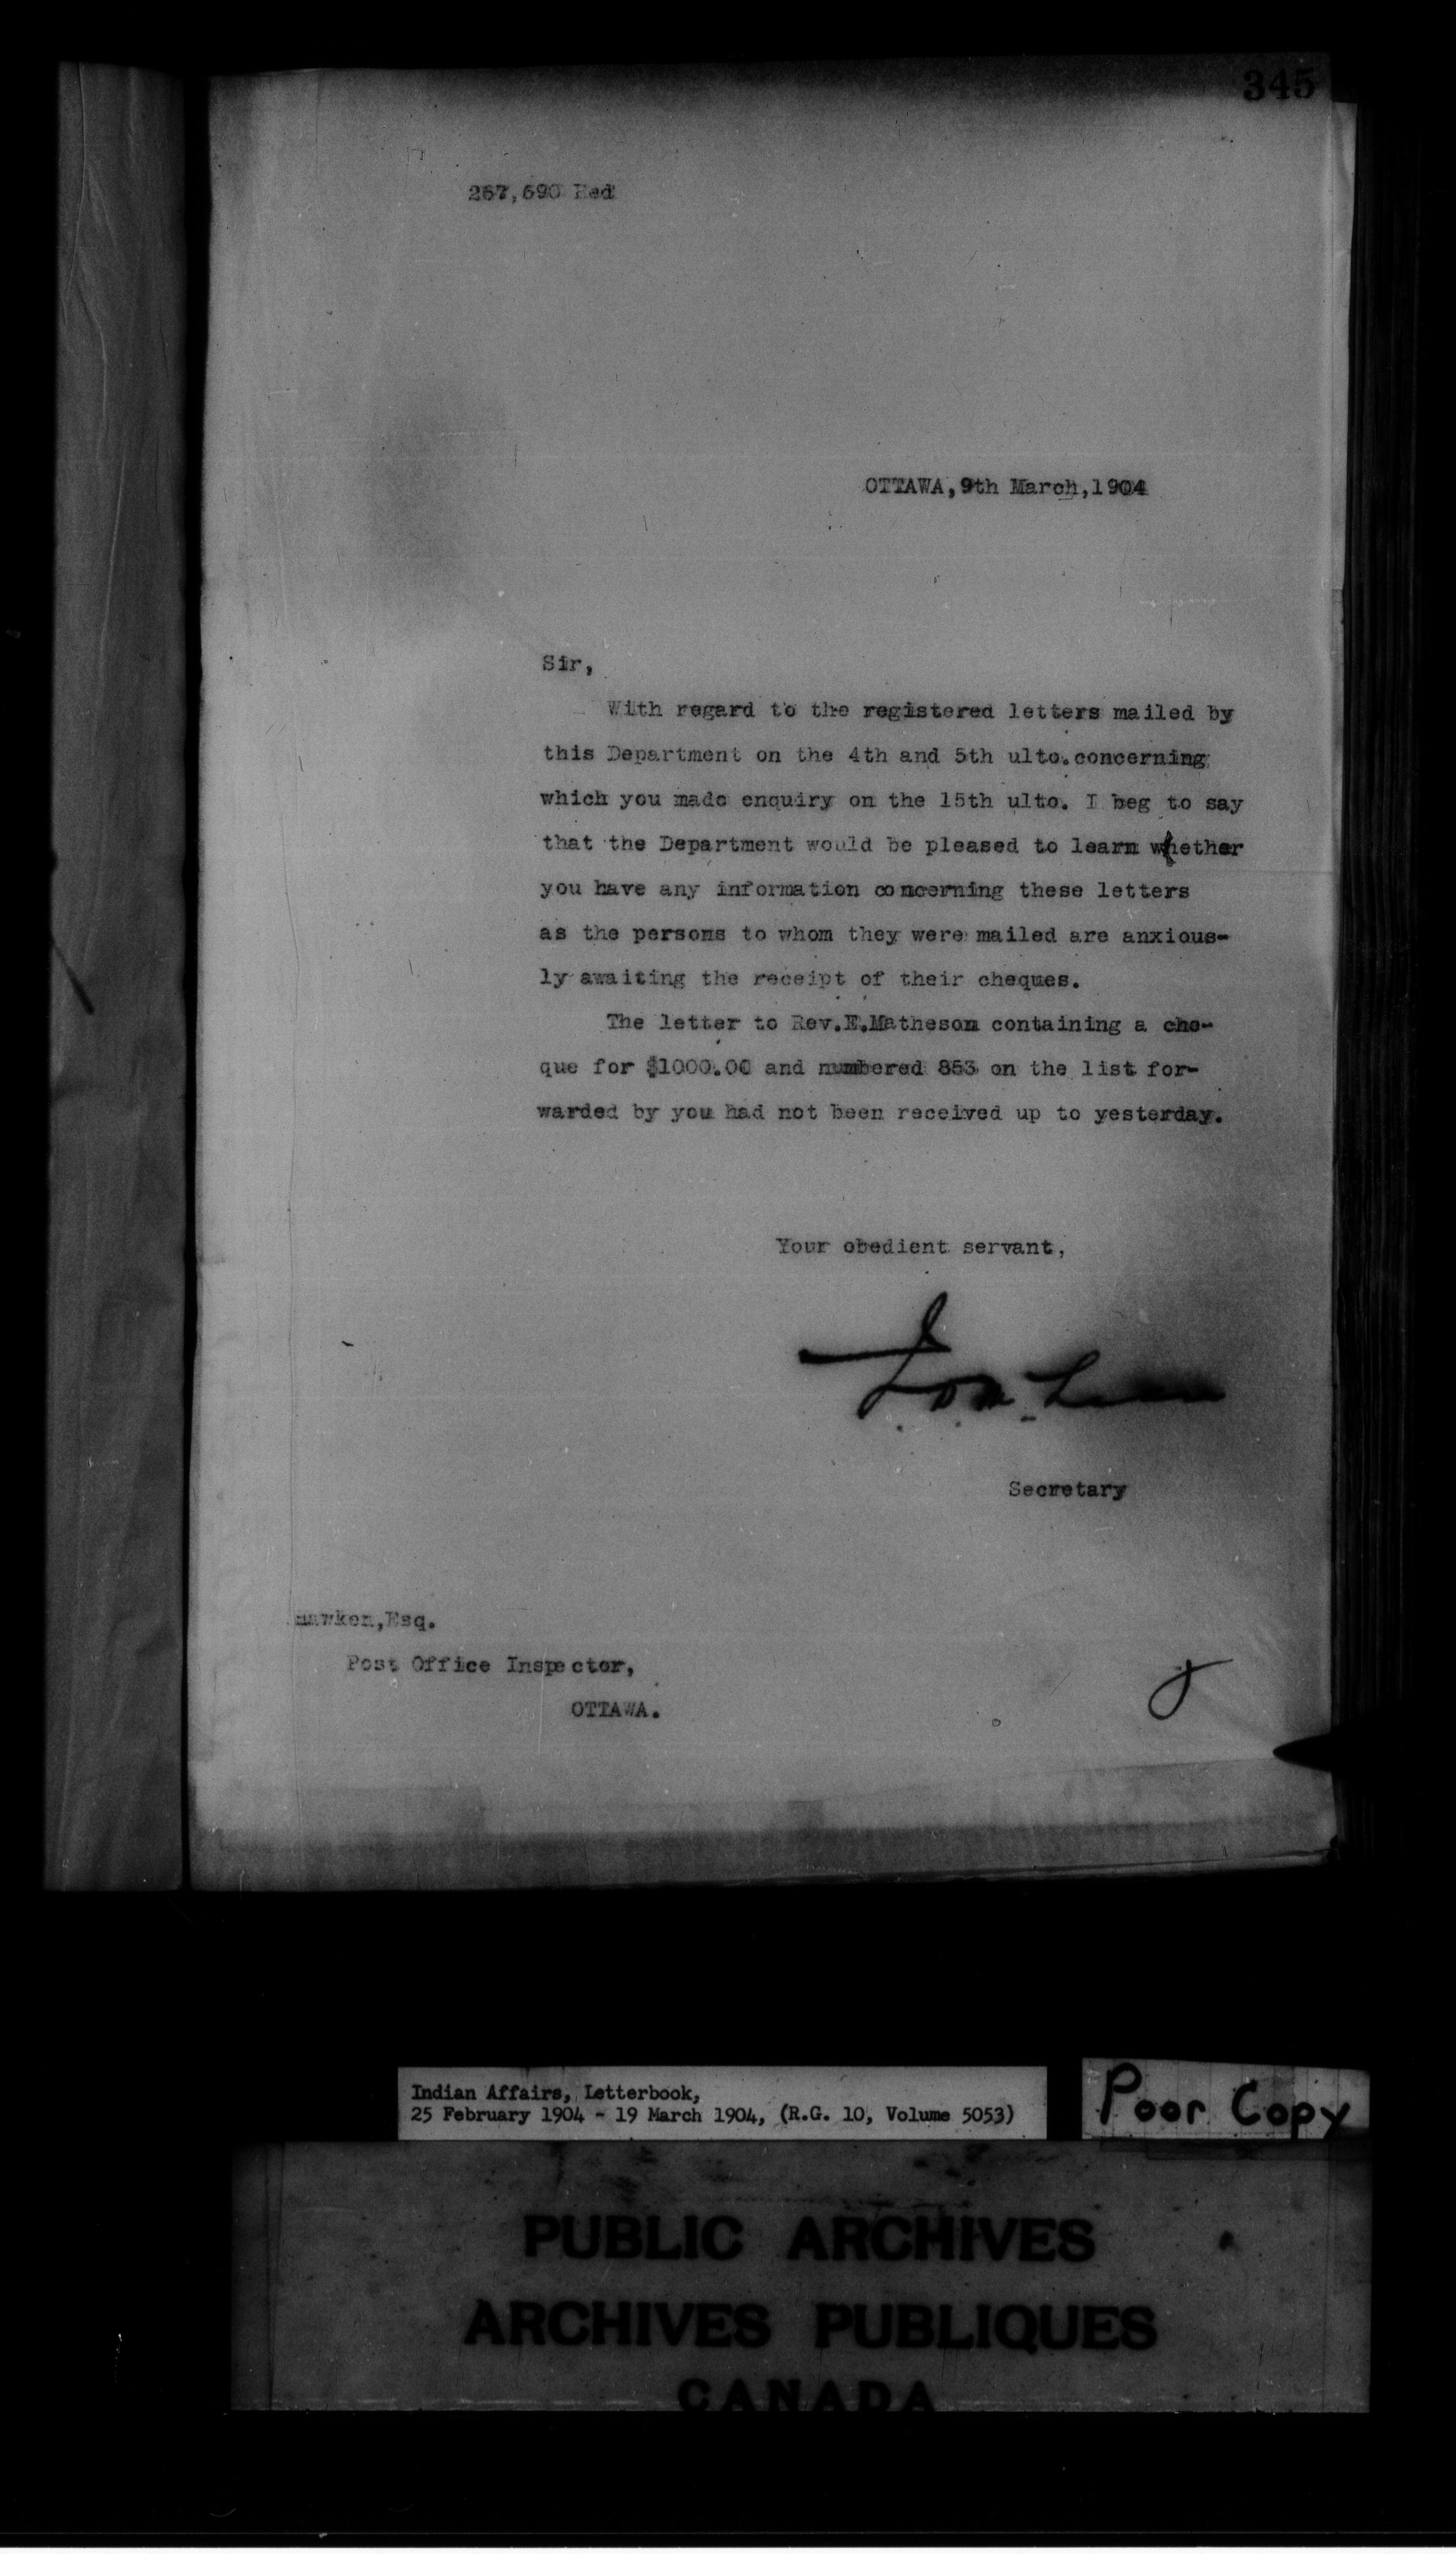 345
257,690 Red
OTTAWA, 9th March, 1904
Sir,
With regard to the registered letters mailed by
this Department on the 4th and 5th ulto. concerning
which you made enquiry on the 15th ulto. I beg to say
that the Department would be pleased to learn whether
you have any information concerning these letters
as the persons to whom they were mailed are anxious-
ly awaiting the receipt of their cheques.
The letter to Rev. E. Matheson containing a che-
que for $1000.00 and numbered 853 on the list for-
warded by you had not been received up to yesterday.
Your obedient servant,
Secretary
Esq.
Post Office Inspector,
OTTAWA.
Indian Affairs, Letterbook,
25 February 1904 - 19 March 1904, (R.G. 10, Volume 5053)
Poor Copy
PUBLIC ARCHIVES
ARCHIVES PUBLIQUES
CANADA